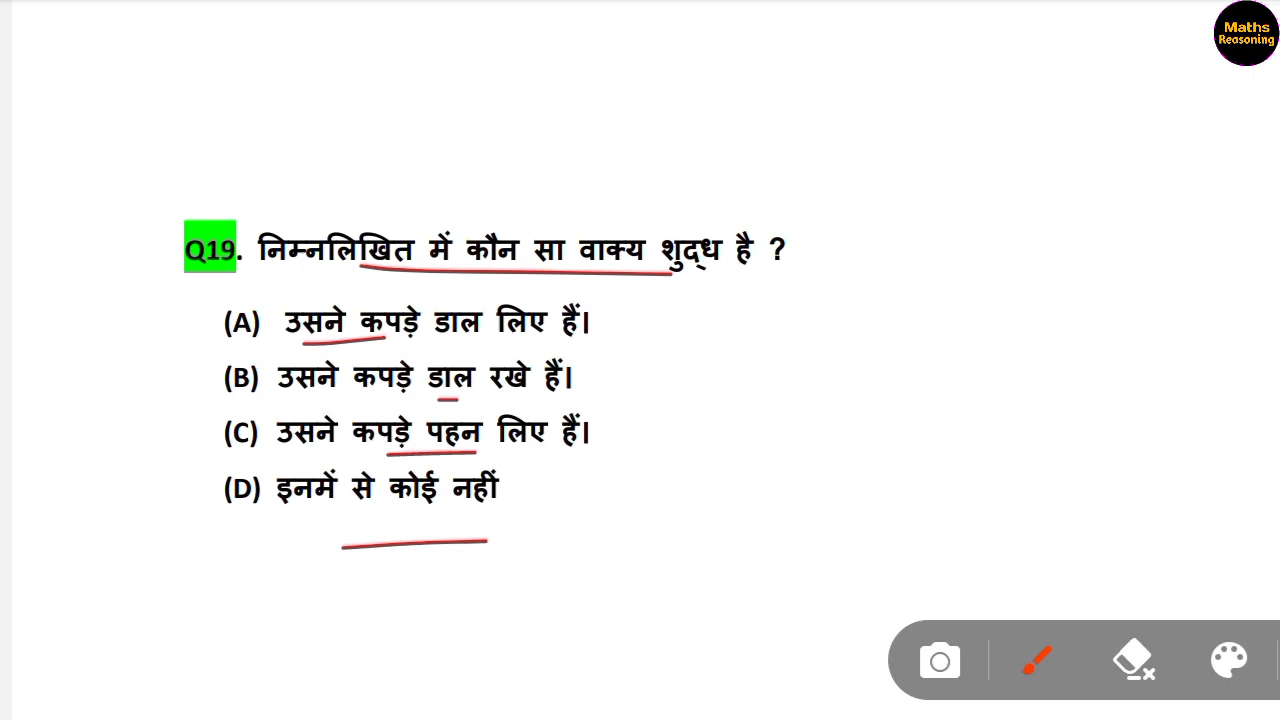 Maths
Reasoning
Q19. निम्नलिखित में कौन सा वाक्य शुद्ध है ?
(A) उसने कपड़े डाल लिए हैं।
(B) उसने कपड़े डाल रखे हैं।
(C) उसने कपड़े पहन लिए हैं।
(D) इनमें से कोई नहीं